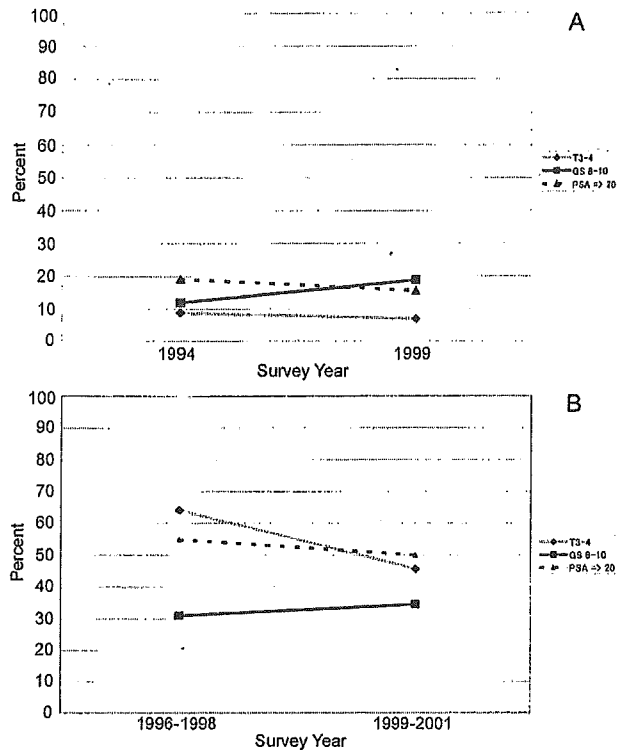 A
100
90
80
70
60
50
40
30
20
10
0
Percent
1994
1999
Survey Year
T3-4
GS 8-10
PSA => 20
B
100
90
80
70
60
50
40
30
20
10
0
Percent
1996-1998
1999-2001
Survey Year
T3-4
GS 8-10
PSA => 20